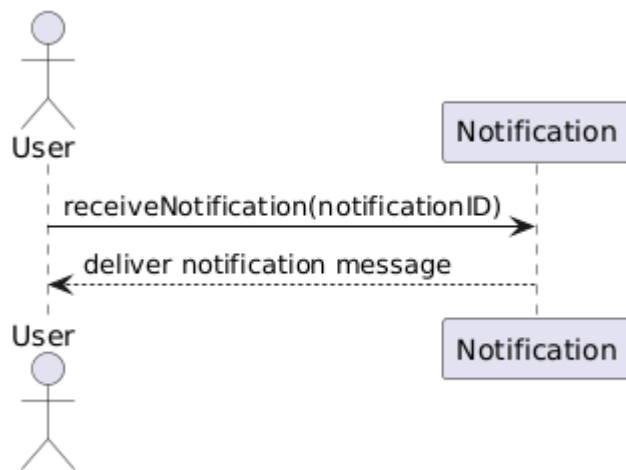 User
Notification
receiveNotification(notificationID)
deliver notification message
User
Notification